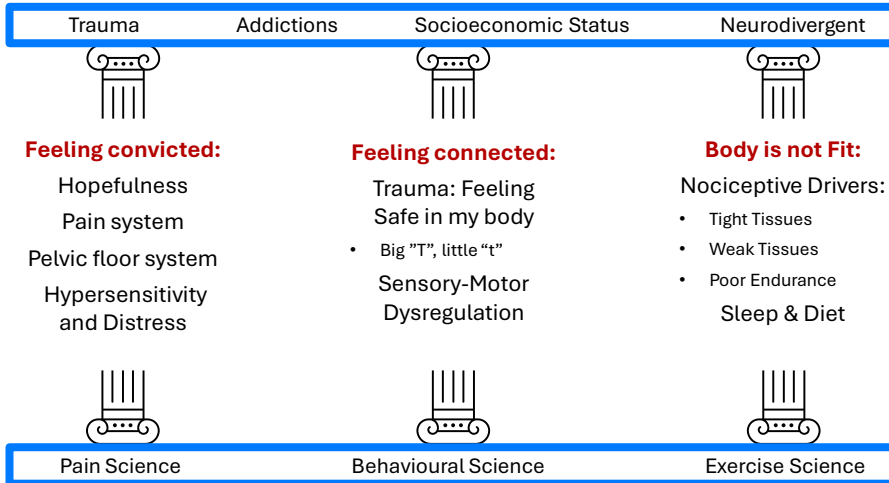 Trauma Addictions Socioeconomic Status Neurodivergent
Feeling convicted:
Hopefulness
Pain system
Pelvic floor system
Hypersensitivity
and Distress
Feeling connected:
Trauma: Feeling
Safe in my body
• Big ”T”, little “t”
Sensory-Motor
Dysregulation
Body is not Fit:
Nociceptive Drivers:
• Tight Tissues
• Weak Tissues
• Poor Endurance
Sleep & Diet
Pain Science Behavioural Science Exercise Science